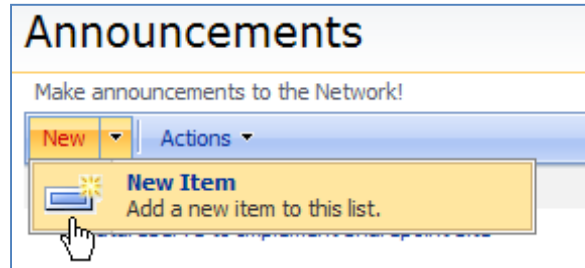 Announcements
Make announcements to the Network!
New Actions
New Item
Add a new item to this list.